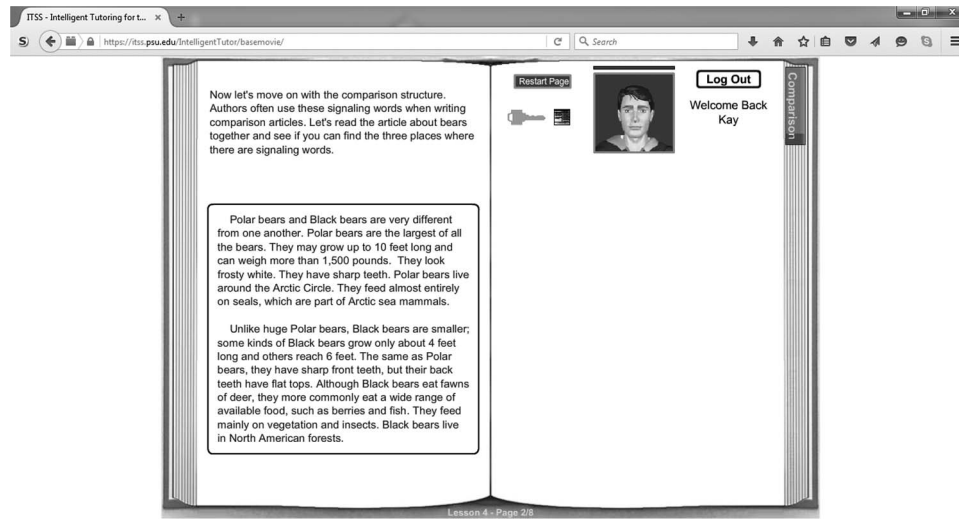 ITSS - Intelligent Tutoring for t...
https://itss.psu.edu/IntelligentTutor/basemovie/
Search
Now let's move on with the comparison structure.
Authors often use these signaling words when writing
comparison articles. Let's read the article about bears
together and see if you can find the three places where
there are signaling words.
Polar bears and Black bears are very different
from one another. Polar bears are the largest of all
the bears. They may grow up to 10 feet long and
can weigh more than 1,500 pounds. They look
frosty white. They have sharp teeth. Polar bears live
around the Arctic Circle. They feed almost entirely
on seals, which are part of Arctic sea mammals.
Unlike huge Polar bears, Black bears are smaller;
some kinds of Black bears grow only about 4 feet
long and others reach 6 feet. The same as Polar
bears, they have sharp front teeth, but their back
teeth have flat tops. Although Black bears eat fawns
of deer, they more commonly eat a wide range of
available food, such as berries and fish. They feed
mainly on vegetation and insects. Black bears live
in North American forests.
Restart Page
Log Out
Welcome Back
Kay
Comparison
Lesson 4 - Page 2/8